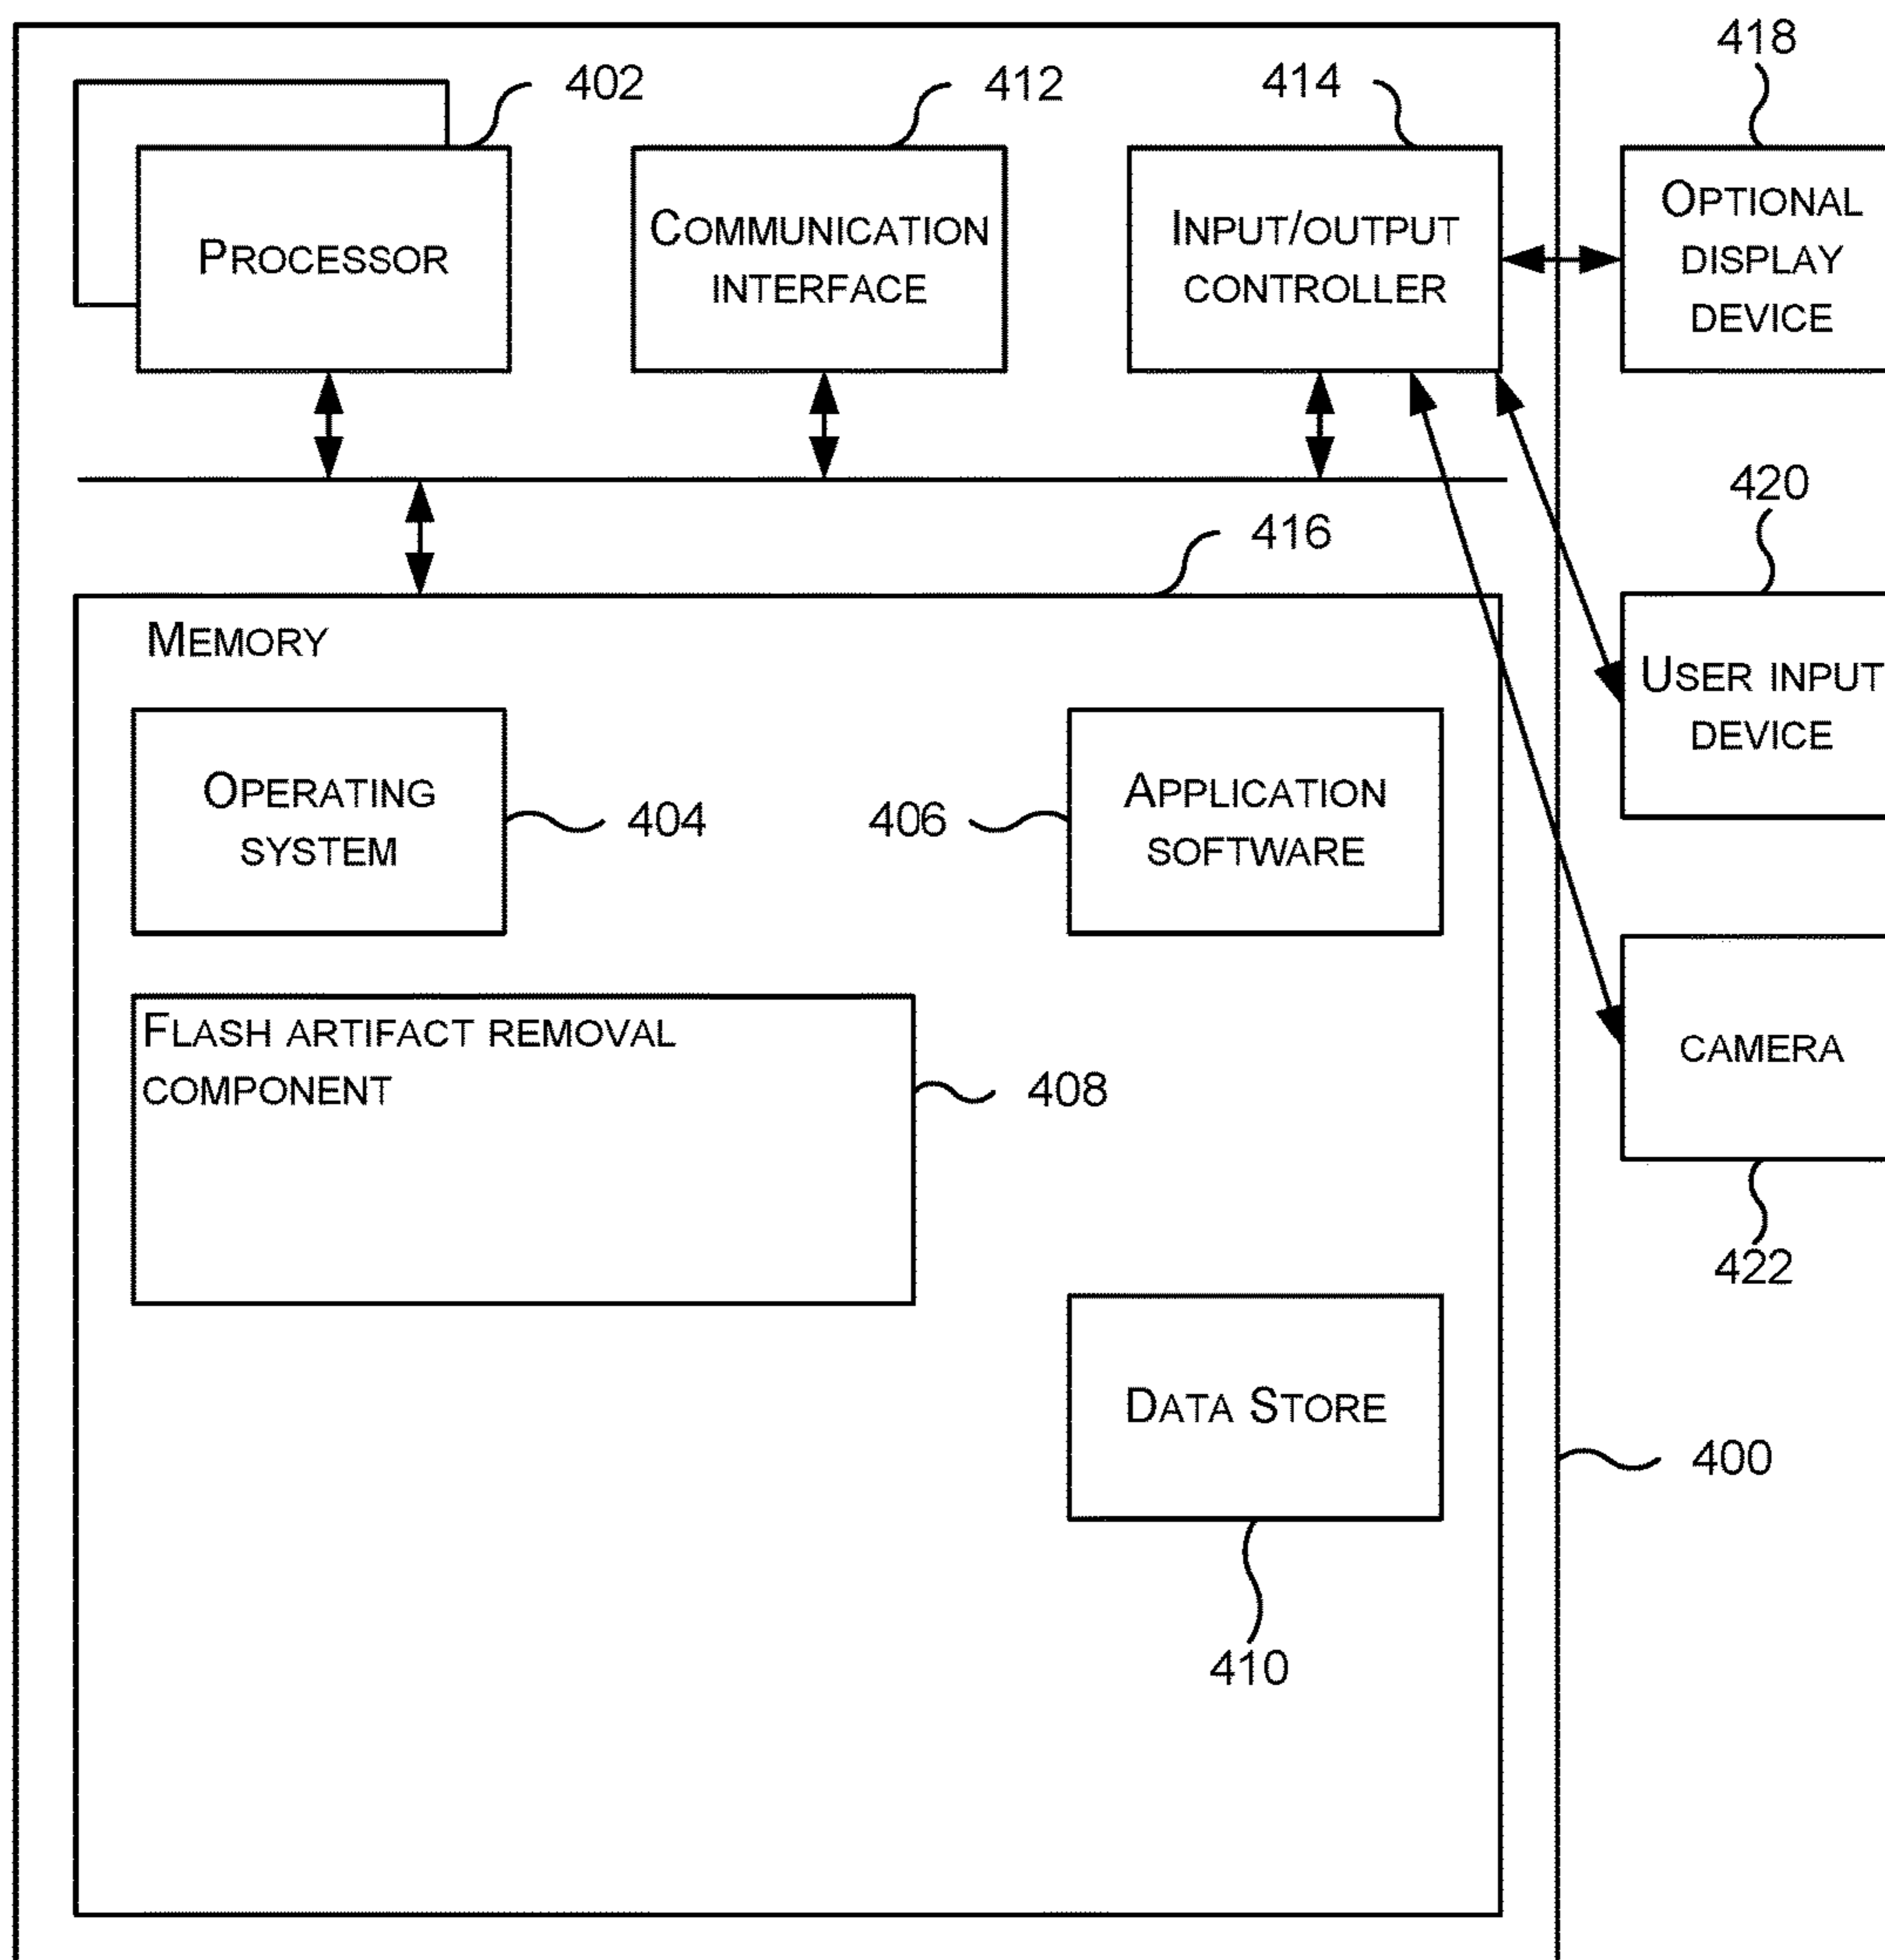 418
402
412
414
PROCESSOR
COMMUNICATION
INTERFACE
INPUT/OUTPUT
CONTROLLER
OPTIONAL
DISPLAY
DEVICE
420
416
MEMORY
USER INPUT
DEVICE
OPERATING
SYSTEM
404
406
APPLICATION
SOFTWARE
FLASH ARTIFACT REMOVAL
COMPONENT
408
CAMERA
422
DATA STORE
400
410